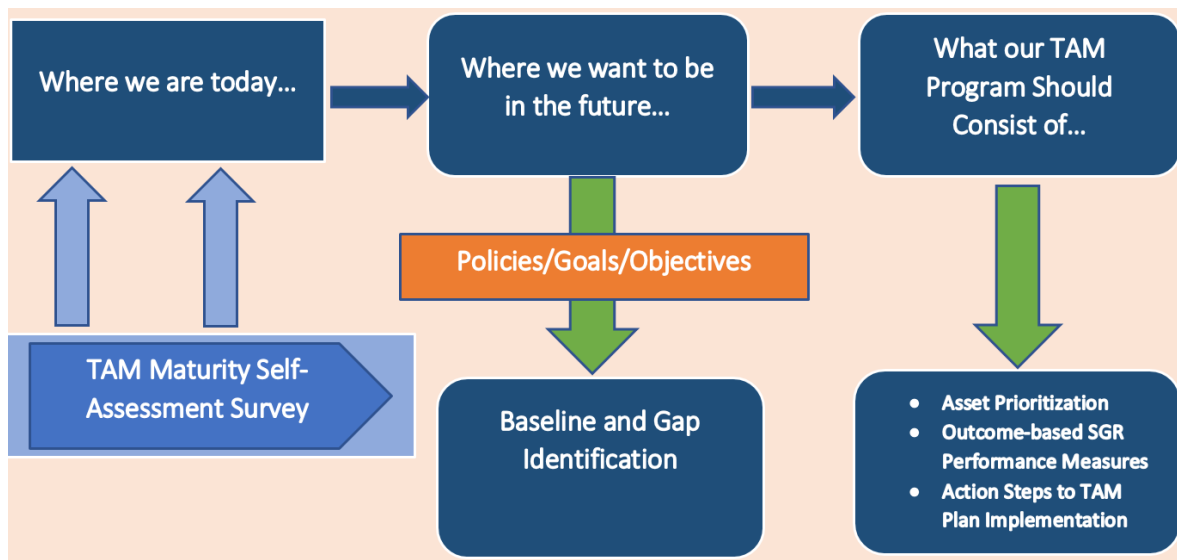 Where we are today...
Where we want to be
in the future...
What our TAM
Program Should
Consist of...
Policies/Goals/Objectives
TAM Maturity Self-
Assessment Survey
Baseline and Gap
Identification
• Asset Prioritization
• Outcome-based SGR
Performance Measures
• Action Steps to TAM
Plan Implementation